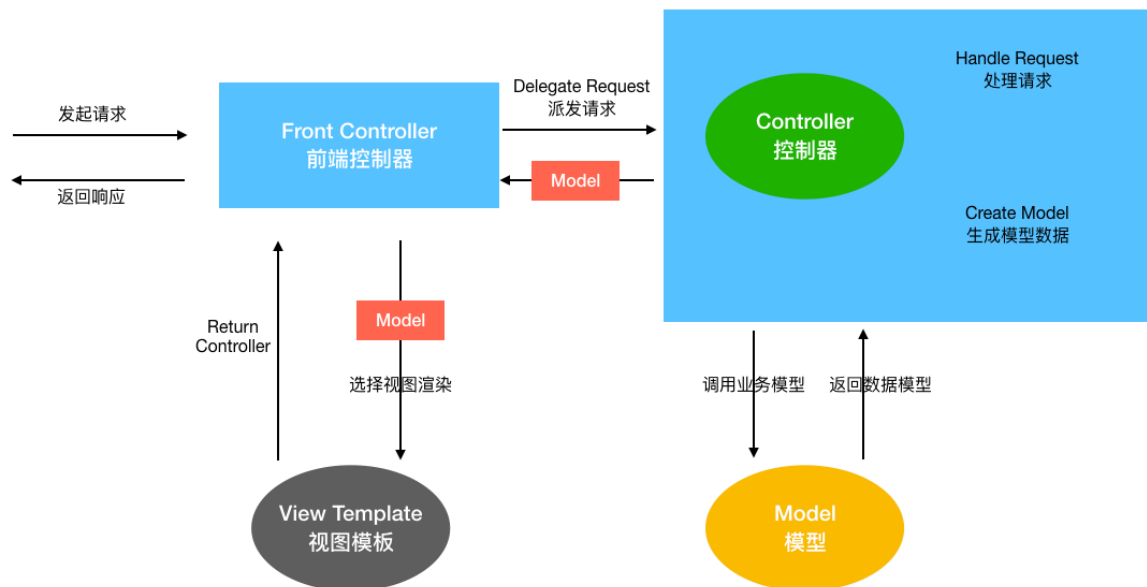 发起请求
返回响应
Front Controller
前端控制器
Delegate Request
派发请求
Model
Controller
控制器
Handle Request
处理请求
Create Model
生成模型数据
Return
Controller
Model
选择视图渲染
调用业务模型
返回数据模型
View Template
视图模板
Model
模型